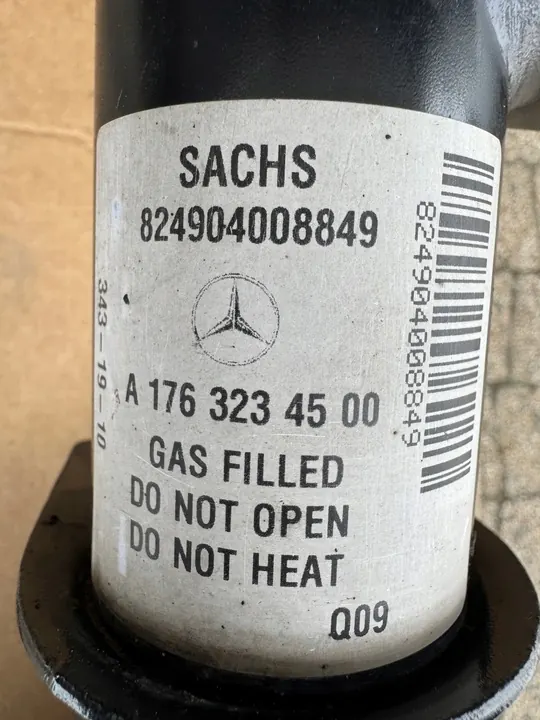 SACHS
824904008849
A 176 323 45 00
GAS FILLED
DO NOT OPEN
DO NOT HEAT
Q09
343-19-10
824904008849